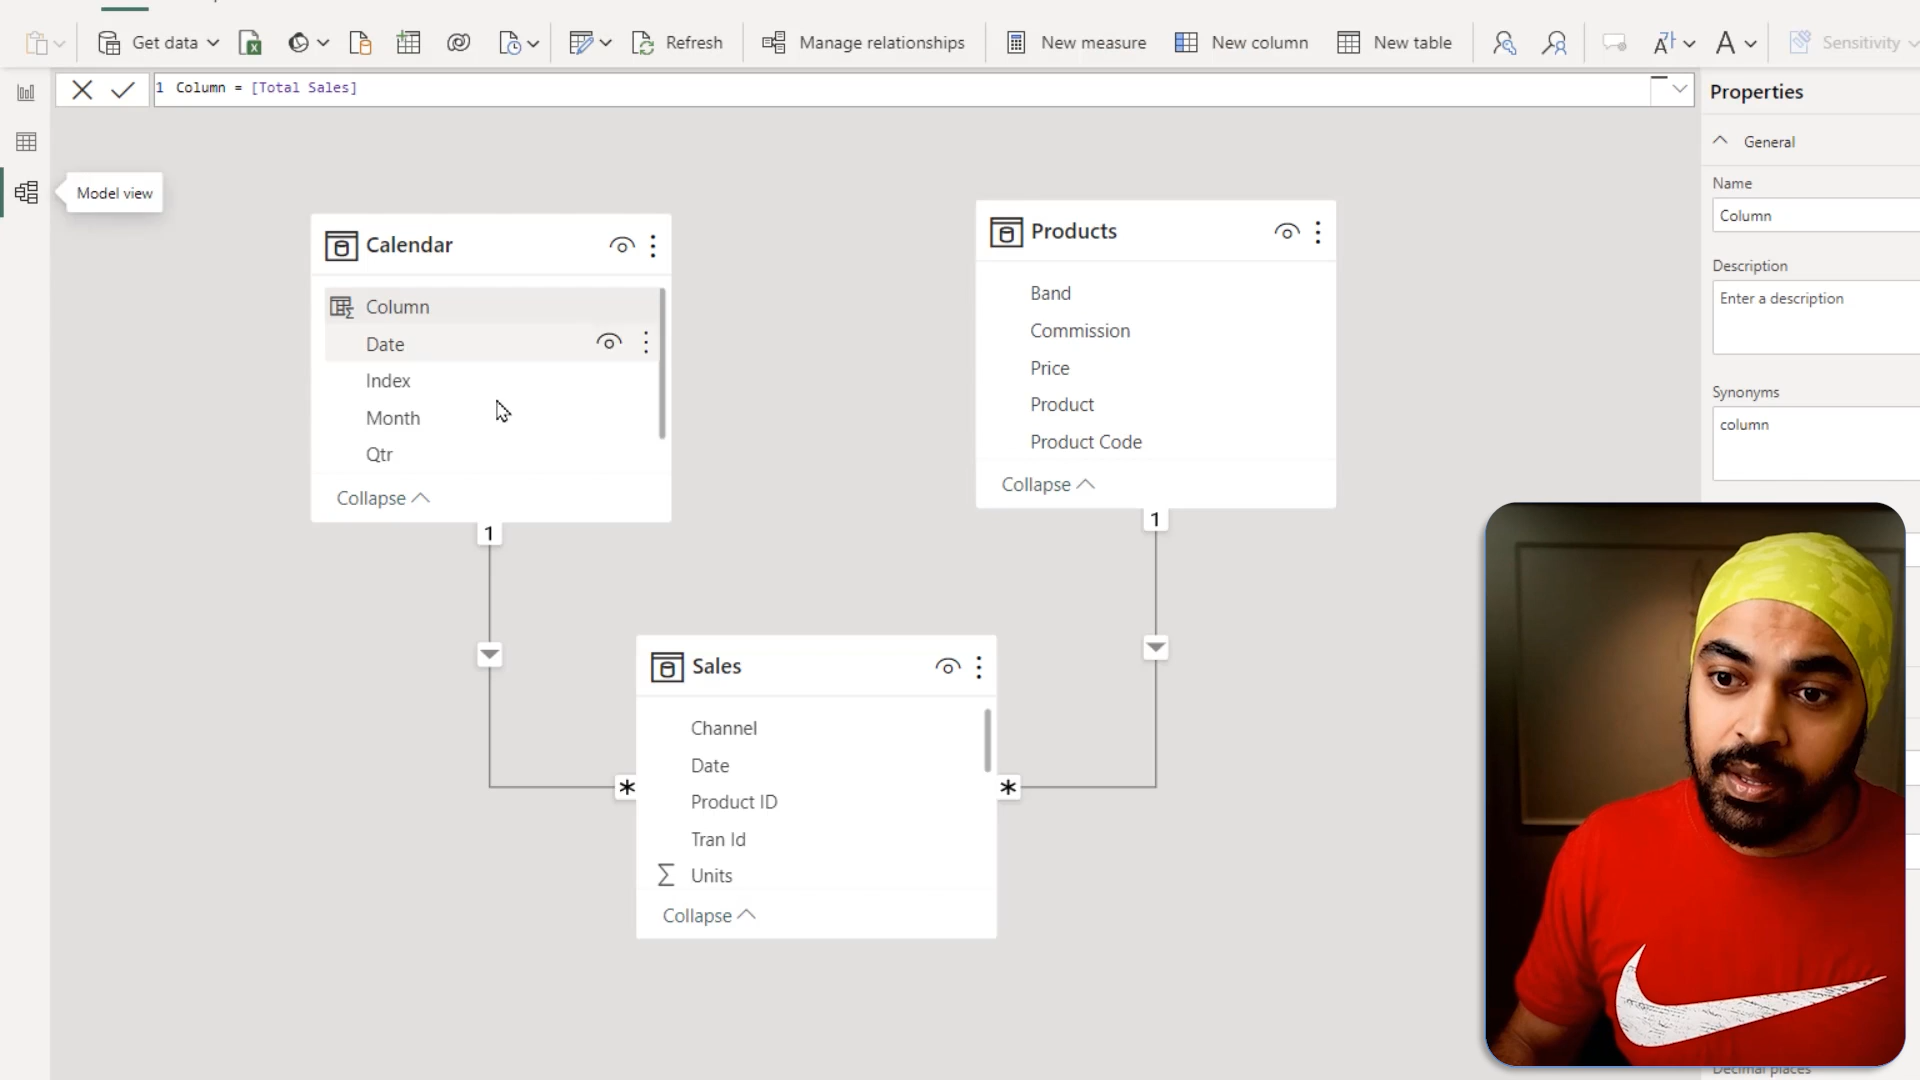 Get data
Refresh
Manage relationships
New measure
New column
New table
Sensitivity
1 Column = [Total Sales]
Model view
Calendar
Column
Date
Index
Month
Qtr
Collapse
1
*
Products
Band
Commission
Price
Product
Product Code
Collapse
1
*
Sales
Channel
Date
Product ID
Tran Id
Units
Collapse
Properties
General
Name
Column
Description
Enter a description
Synonyms
column
Decimal places